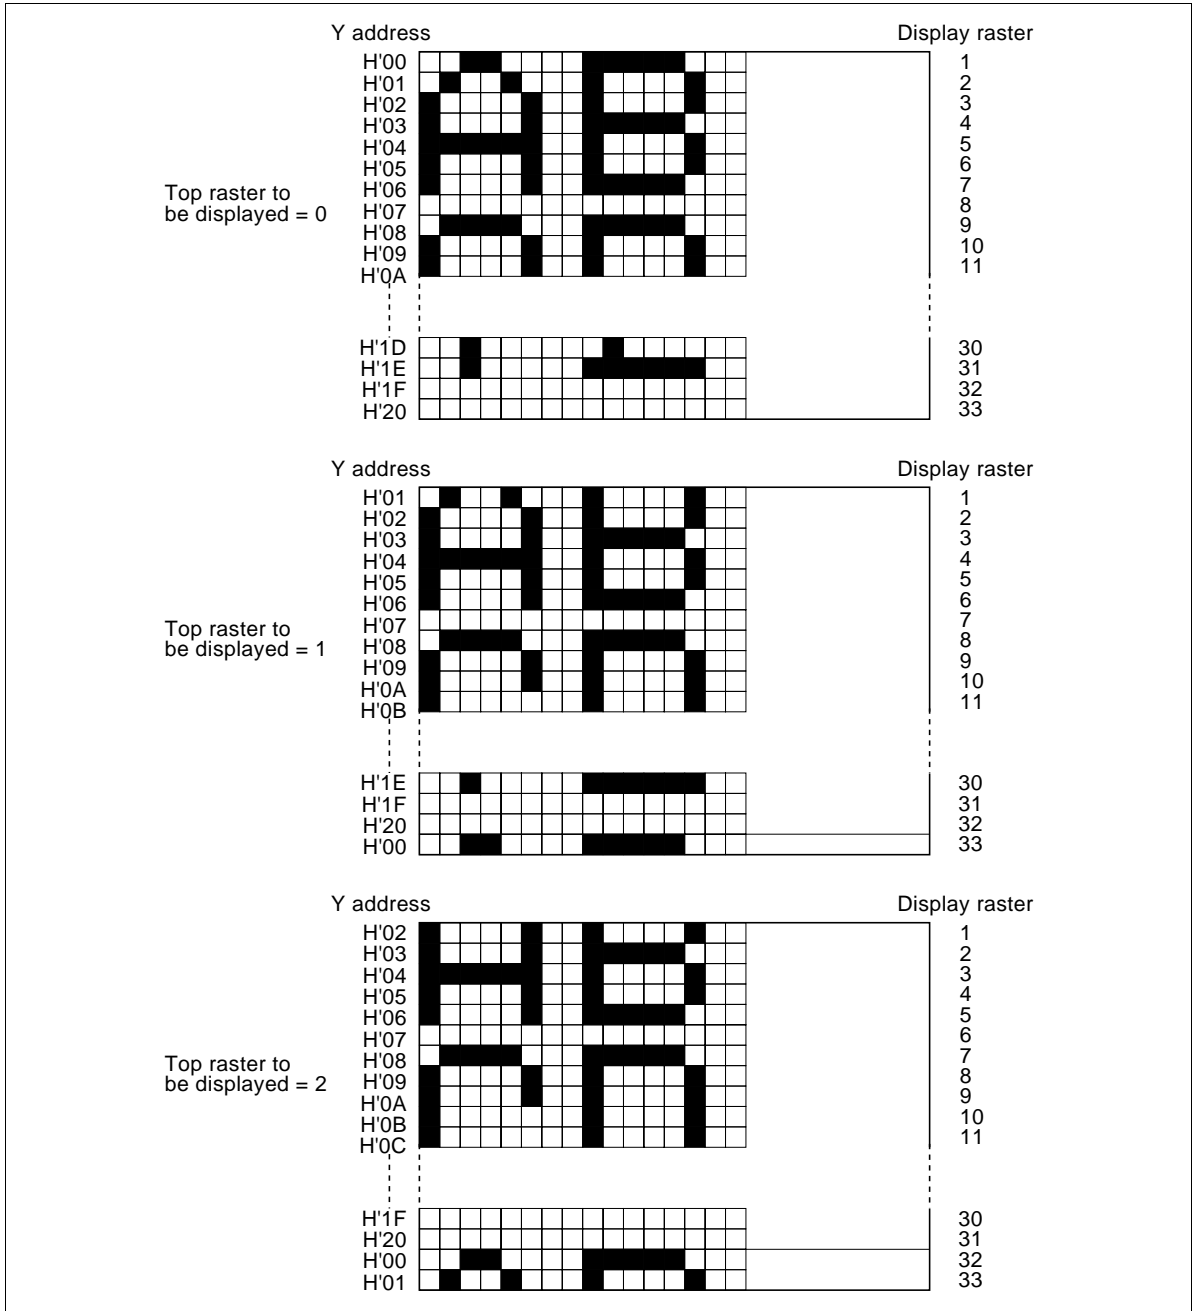 Y address Display raster
H'00 1
H'01 2
H'02 3
H'03 4
H'04 5
H'05 6
H'06 7
Top raster to
be displayed = 0
H'07 8
H'08 9
H'09 10
H'0A 11
H'1D 30
H'1E 31
H'1F 32
H'20 33
Y address Display raster
H'01 1
H'02 2
H'03 3
H'04 4
H'05 5
H'06 6
H'07 7
Top raster to
be displayed = 1
H'08 8
H'09 9
H'0A 10
H'0B 11
H'1E 30
H'1F 31
H'20 32
H'00 33
Y address Display raster
H'02 1
H'03 2
H'04 3
H'05 4
H'06 5
H'07 6
H'08 7
Top raster to
be displayed = 2
H'09 8
H'0A 9
H'0B 10
H'0C 11
H'1F 30
H'20 31
H'00 32
H'01 33